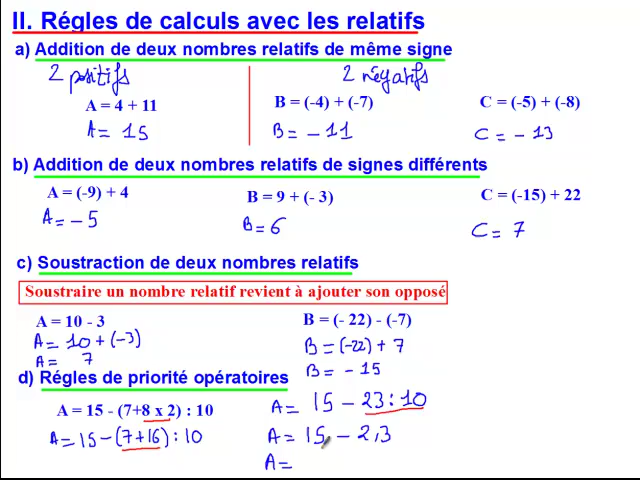 II. Régles de calculs avec les relatifs
a) Addition de deux nombres relatifs de même signe
2 positifs
2 négatifs
A = 4 + 11
B = (-4) + (-7)
C = (-5) + (-8)
A = 15
B = - 11
C = - 13
b) Addition de deux nombres relatifs de signes différents
A = (-9) + 4
B = 9 + (- 3)
C = (-15) + 22
A = - 5
B = 6
C = 7
c) Soustraction de deux nombres relatifs
Soustraire un nombre relatif revient à ajouter son opposé
A = 10 - 3
B = (- 22) - (-7)
A = 10 + (-3)
B = (-22) + 7
A = 7
B = - 15
d) Régles de priorité opératoires
A = 15 - (7+8 x 2) : 10
A = 15 - (7+16) : 10
A = 15 - 23 : 10
A = 15 - 2,3
A =